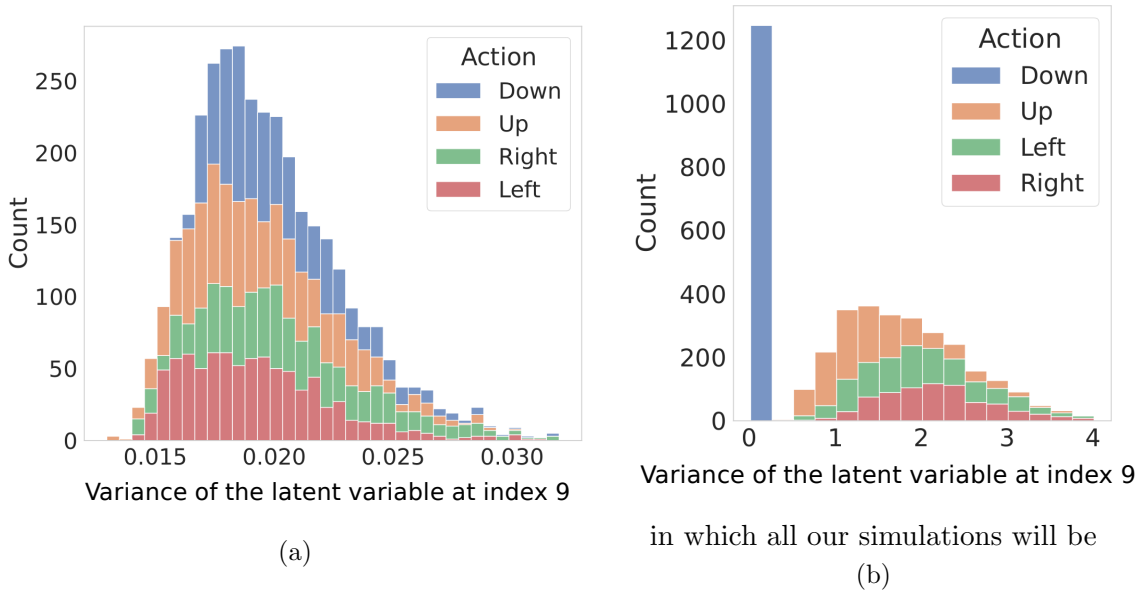 Action
Down
Up
Right
Left
250
200
150
100
50
0
Count
0.015 0.020 0.025 0.030
Variance of the latent variable at index 9
(a)
Action
Down
Up
Left
Right
1200
1000
800
600
400
200
0
Count
0 1 2 3 4
Variance of the latent variable at index 9
in which all our simulations will be
(b)